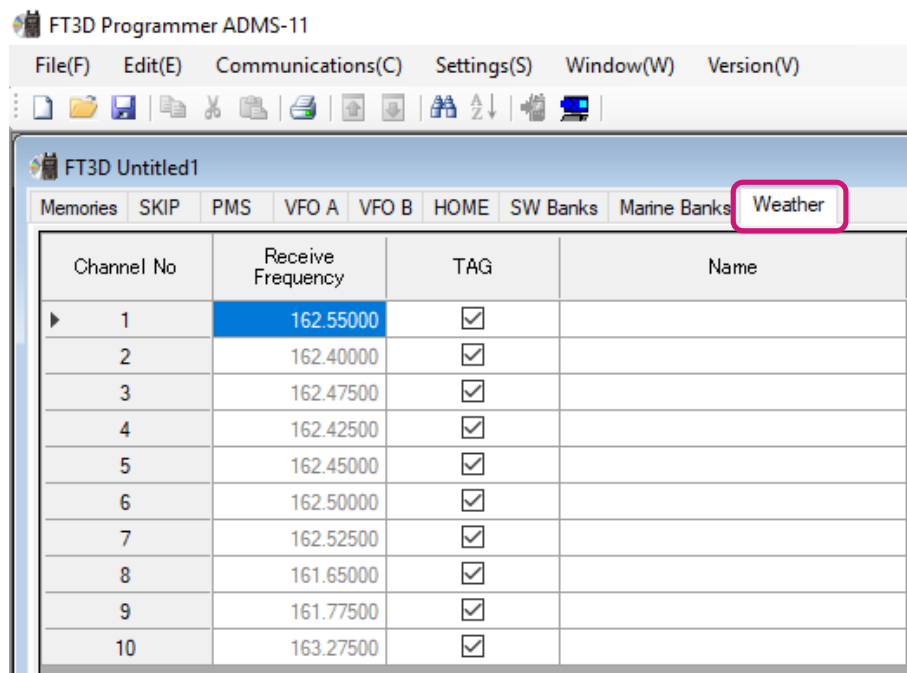 FT3D Programmer ADMS-11
File(F) Edit(E) Communications(C) Settings(S) Window(W) Version(V)
FT3D Untitled1
Memories SKIP PMS VFO A VFO B HOME SW Banks Marine Banks Weather
Channel No Receive Frequency TAG Name
1 162.55000
2 162.40000
3 162.47500
4 162.42500
5 162.45000
6 162.50000
7 162.52500
8 161.65000
9 161.77500
10 163.27500